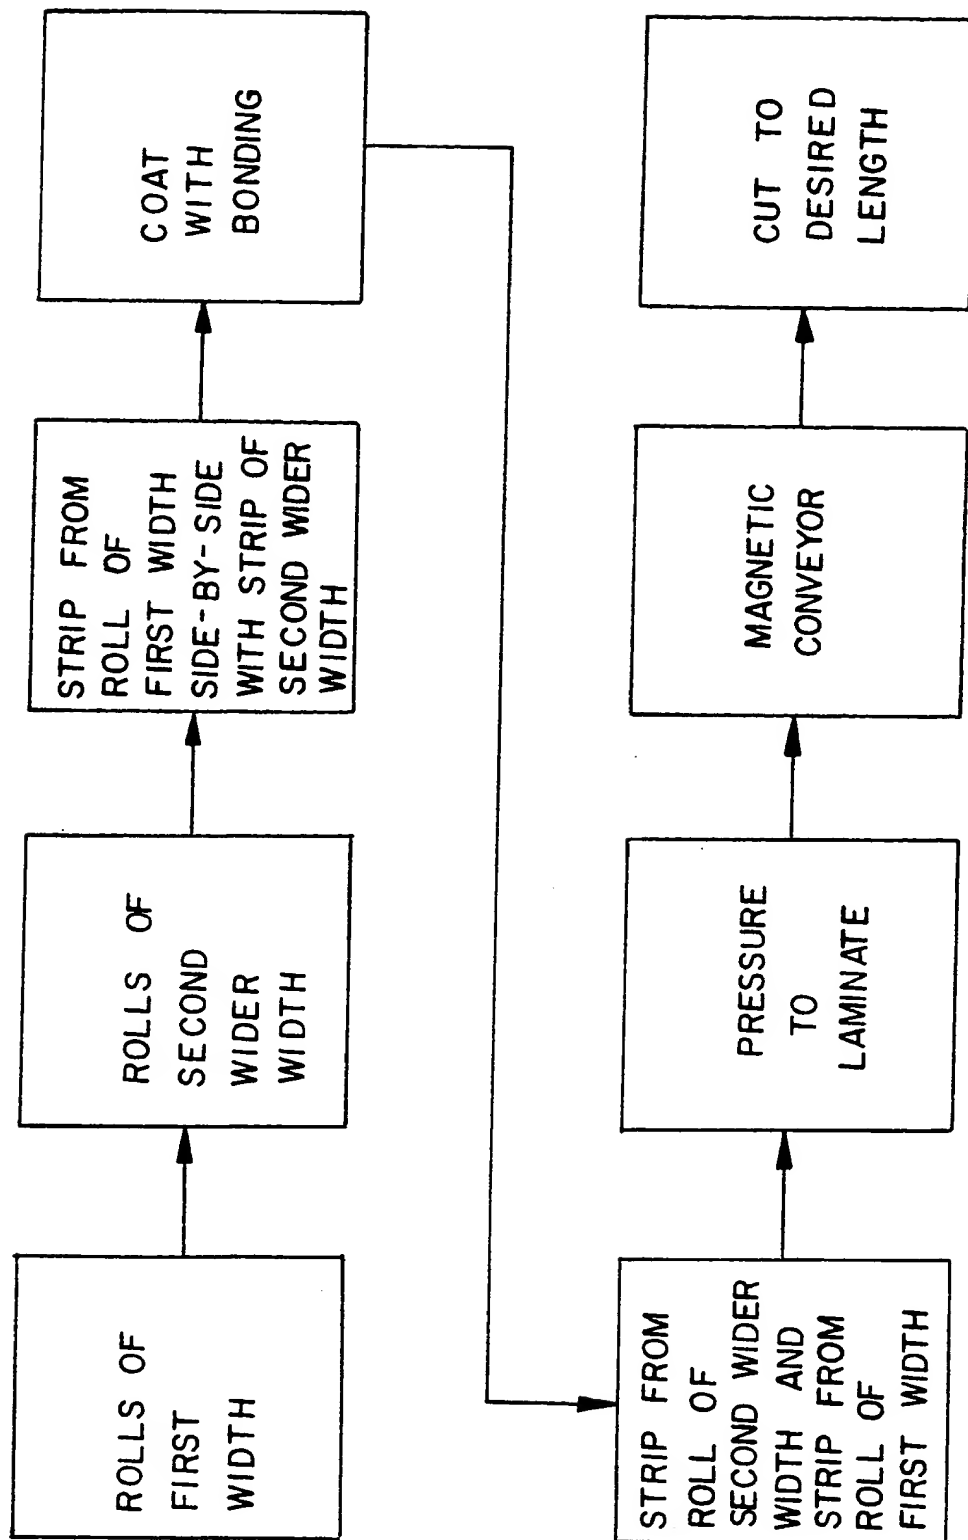 ROLLS OF
FIRST
WIDTH
ROLLS OF
SECOND
WIDER
WIDTH
STRIP FROM
ROLL OF
FIRST WIDTH
SIDE-BY-SIDE
WITH STRIP OF
SECOND WIDER
WIDTH
COAT
WITH
BONDING
STRIP FROM
ROLL OF
SECOND WIDER
WIDTH AND
STRIP FROM
ROLL OF
FIRST WIDTH
PRESSURE
TO
LAMINATE
MAGNETIC
CONVEYOR
CUT TO
DESIRED
LENGTH